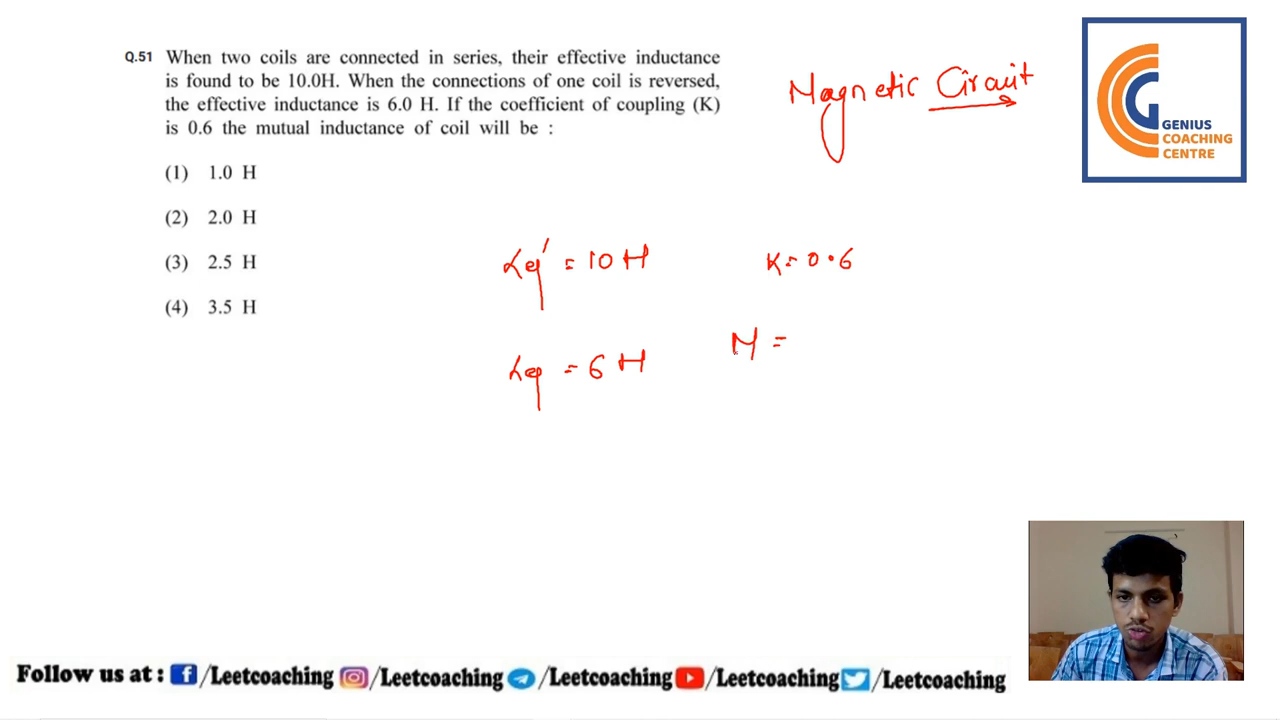 Q.51 When two coils are connected in series, their effective inductance
is found to be 10.0H. When the connections of one coil is reversed,
the effective inductance is 6.0 H. If the coefficient of coupling (K)
is 0.6 the mutual inductance of coil will be :
(1) 1.0 H
(2) 2.0 H
(3) 2.5 H
(4) 3.5 H
Magnetic Circuit
GENIUS
COACHING
CENTRE
Leq' = 10 H
K = 0.6
Leq = 6 H
M =
Follow us at : /Leetcoaching /Leetcoaching /Leetcoaching /Leetcoaching /Leetcoaching